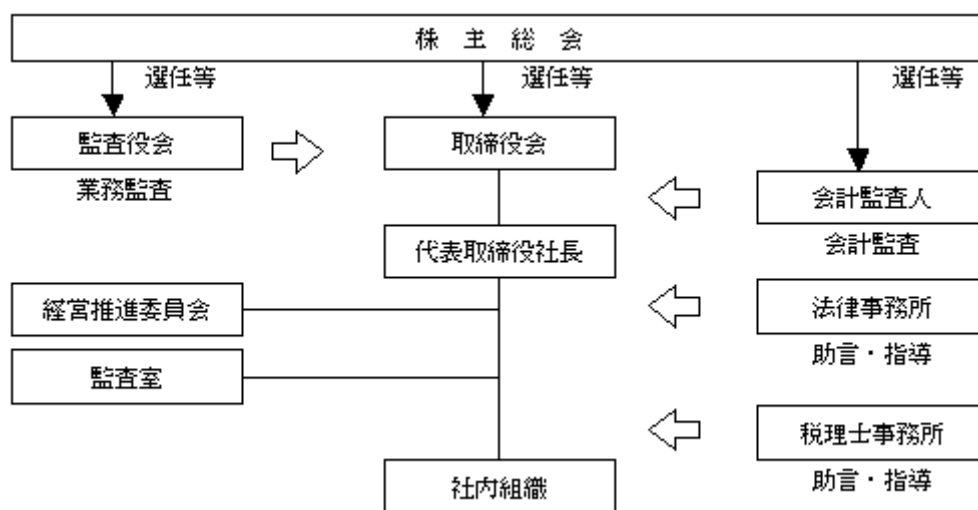 株 主 総 会
選任等
選任等
選任等
監査役会
取締役会
業務監査
会計監査人
会計監査
代表取締役社長
経営推進委員会
法律事務所
助言・指導
監査室
税理士事務所
助言・指導
社内組織